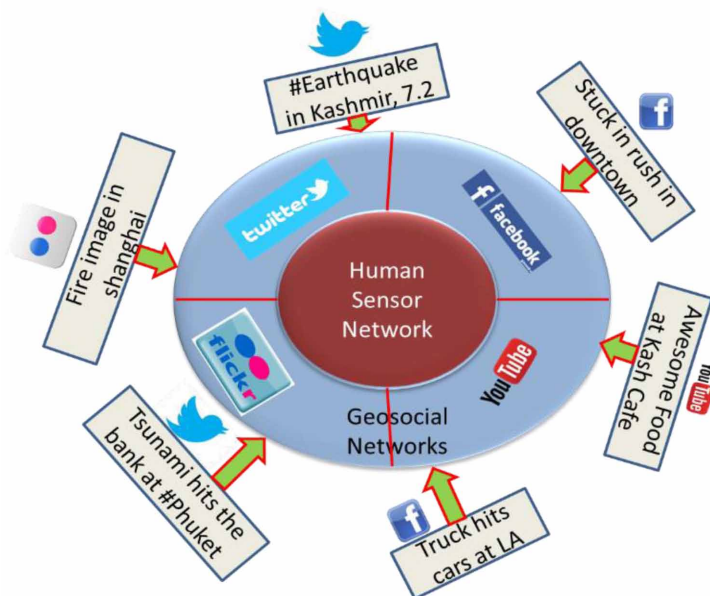 #Earthquake
in Kashmir, 7.2
Stuck in rush in
downtown
f
Fire image in
shanghai
twitter
f
facebook
Human
Sensor
Network
Awesome Food
at Kash Cafe
YouTube
flickr
YouTube
Geosocial
Networks
Tsunami hits the
bank at #Phuket
f
Truck hits
cars at LA